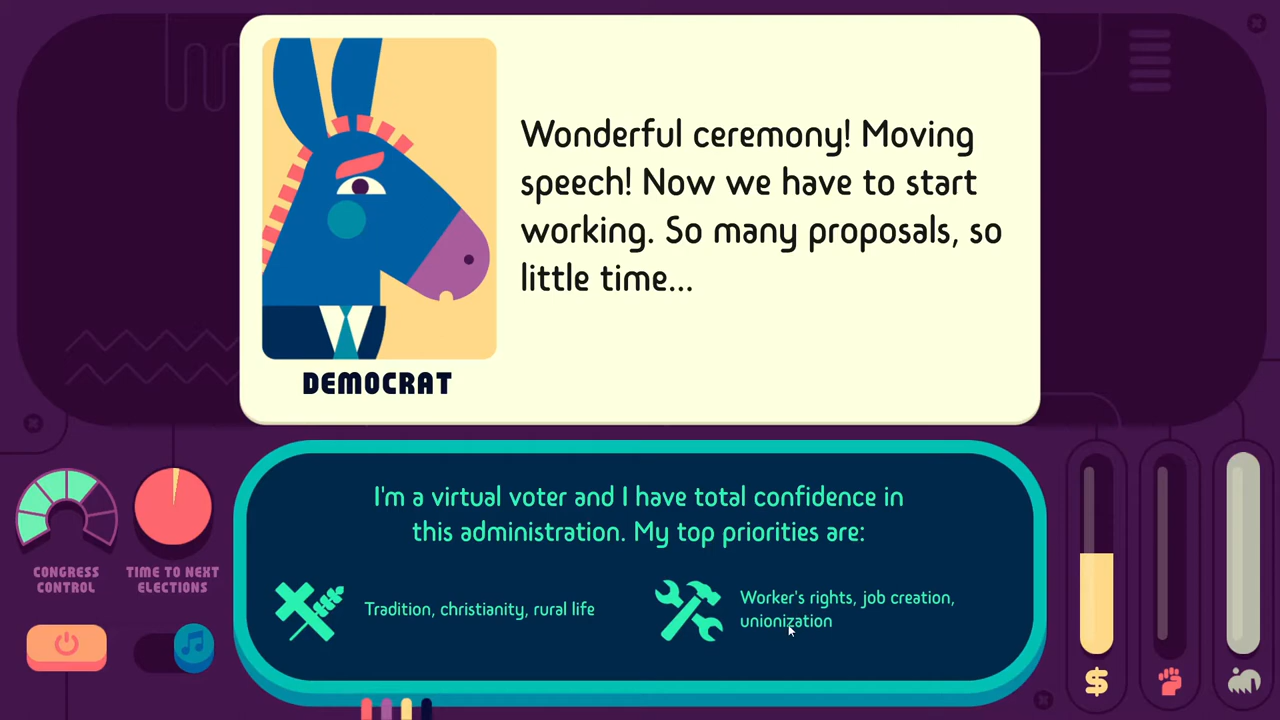 Wonderful ceremony! Moving
speech! Now we have to start
working. So many proposals, so
little time...
DEMOCRAT
I'm a virtual voter and I have total confidence in
this administration. My top priorities are:
Tradition, christianity, rural life
Worker's rights, job creation,
unionization
CONGRESS
CONTROL
TIME TO NEXT
ELECTIONS
$